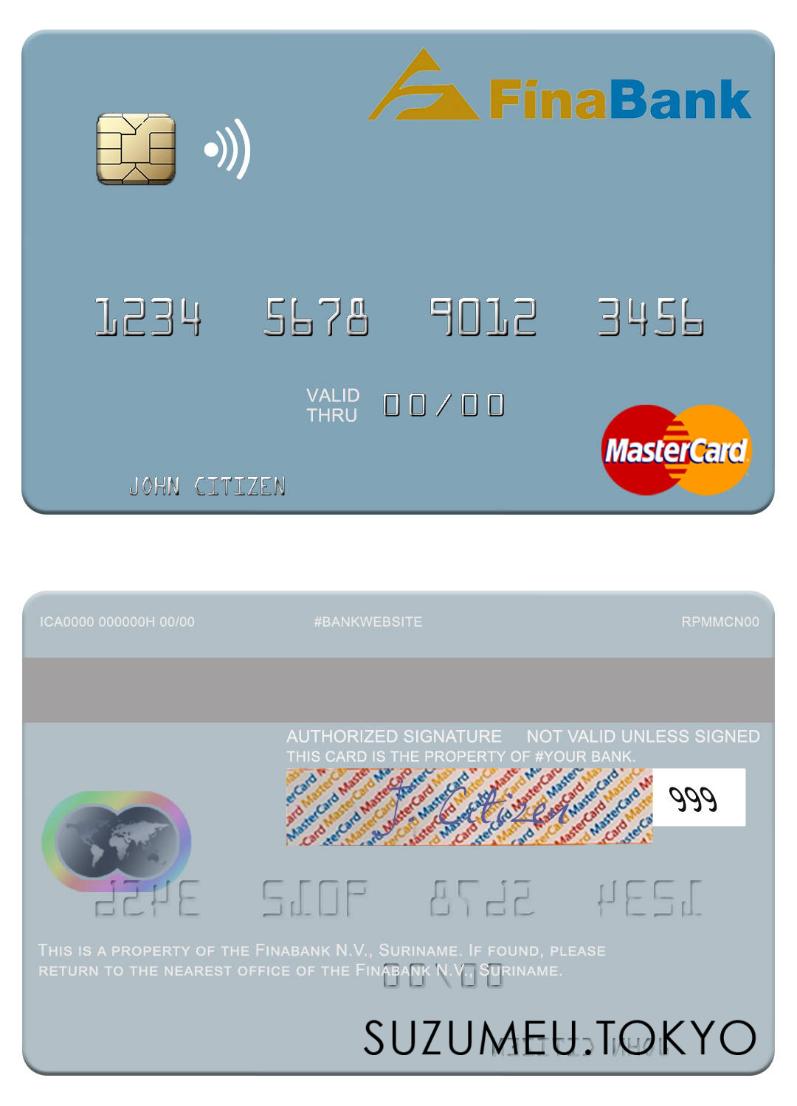 FinaBank
1234 5678 9012 3456
VALID
THRU 00/00
MasterCard
JOHN CITIZEN
ICA0000 000000H 00/00 #BANKWEBSITE RPMMCN00
AUTHORIZED SIGNATURE NOT VALID UNLESS SIGNED
THIS CARD IS THE PROPERTY OF #YOUR BANK.
J. Citizen
999
THIS IS A PROPERTY OF THE FINABANK N.V., SURINAME. IF FOUND, PLEASE
RETURN TO THE NEAREST OFFICE OF THE FINABANK N.V., SURINAME.
SUZUMEU.TOKYO